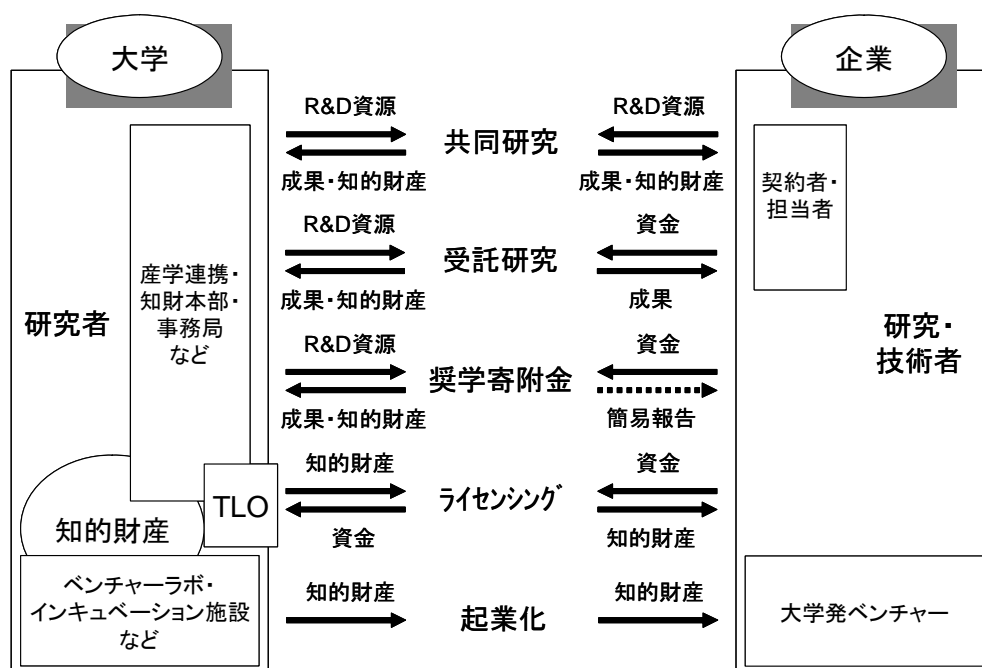 大学
企業
R&D資源
R&D資源
共同研究
成果・知的財産
成果・知的財産
契約者・
担当者
R&D資源
資金
受託研究
成果・知的財産
成果
産学連携・
知財本部・
事務局
など
研究者
研究・
技術者
R&D資源
資金
奨学寄附金
成果・知的財産
簡易報告
知的財産
資金
TLO
ライセンシング
知的財産
資金
知的財産
ベンチャーラボ・
インキュベーション施設
など
知的財産
知的財産
起業化
大学発ベンチャー